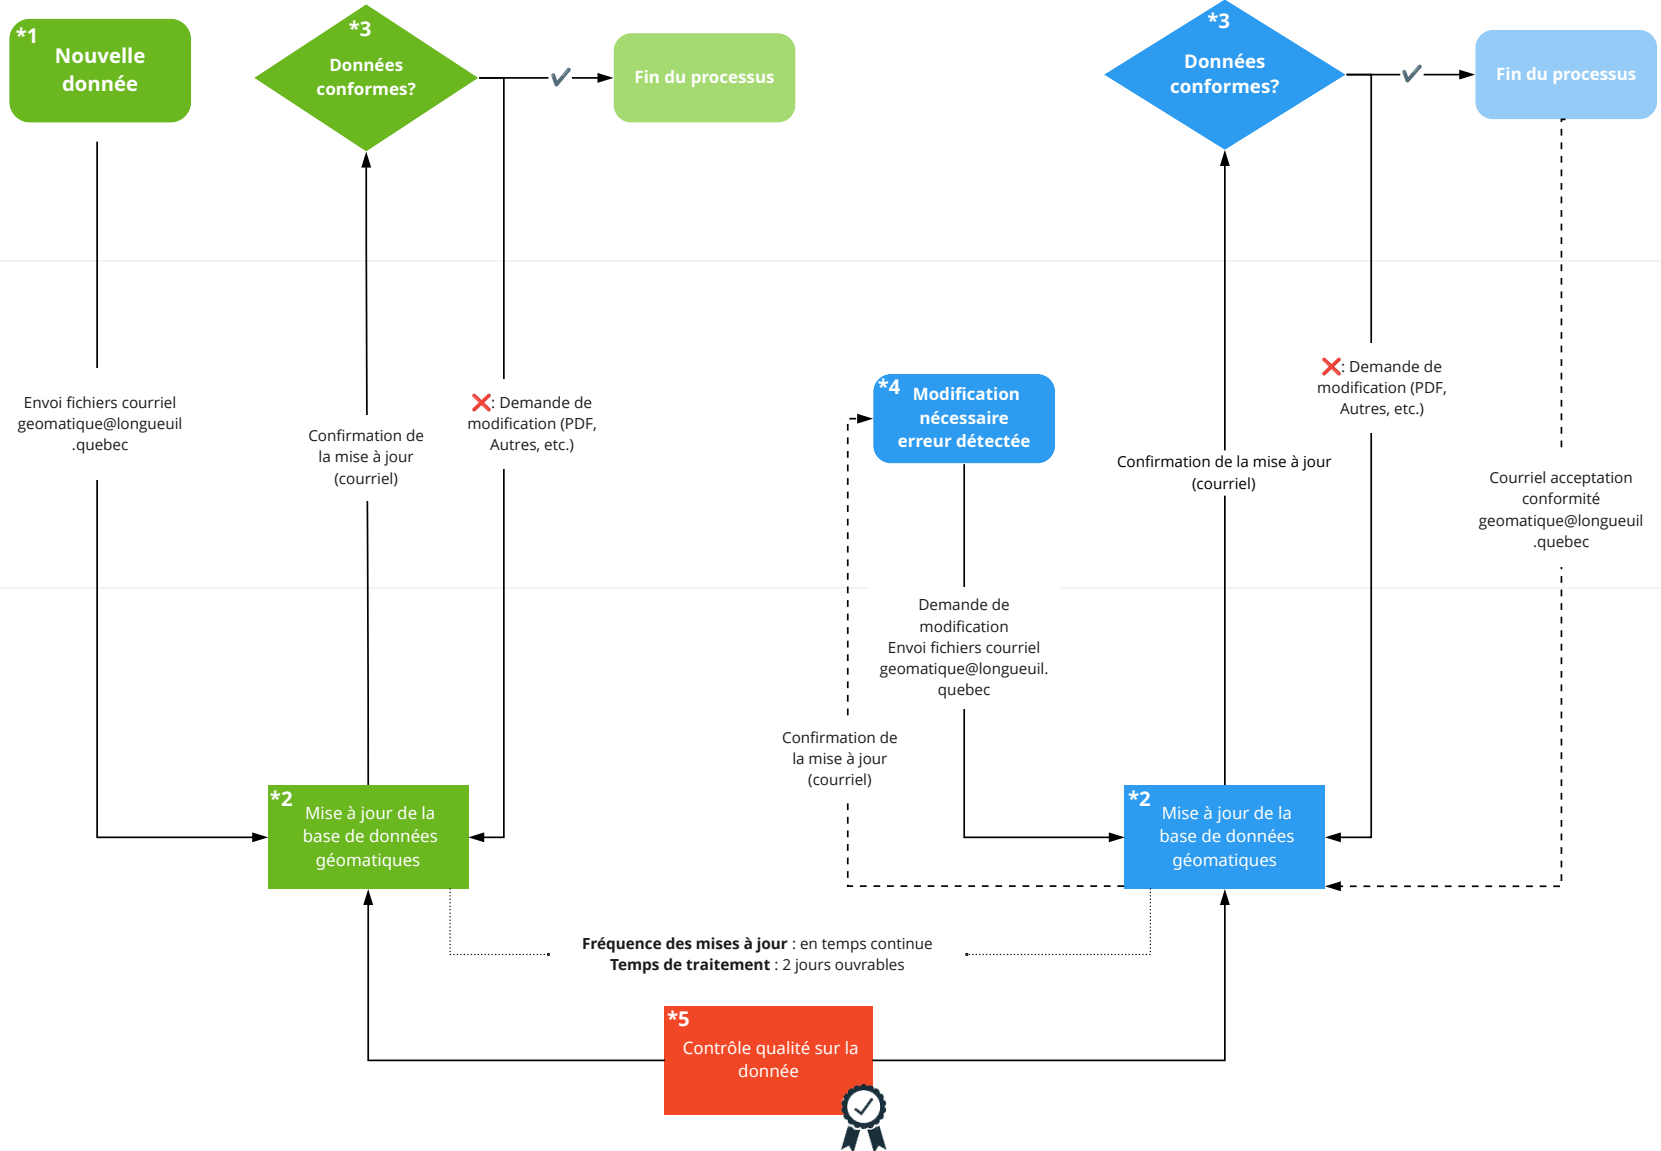 *1
Nouvelle
donnée
*3
Données
conformes?
Fin du processus
*3
Données
conformes?
Fin du processus
Envoi fichiers courriel
geomatique@longueuil
.quebec
Confirmation de
la mise à jour
(courriel)
❌: Demande de
modification (PDF,
Autres, etc.)
*4
Modification
nécessaire
erreur détectée
Confirmation de la mise à jour
(courriel)
❌: Demande de
modification (PDF,
Autres, etc.)
Courriel acceptation
conformité
geomatique@longueuil
.quebec
Demande de
modification
Envoi fichiers courriel
geomatique@longueuil.
quebec
Confirmation de
la mise à jour
(courriel)
*2
Mise à jour de la
base de données
géomatiques
*2
Mise à jour de la
base de données
géomatiques
Fréquence des mises à jour : en temps continue
Temps de traitement : 2 jours ouvrables
*5
Contrôle qualité sur la
donnée